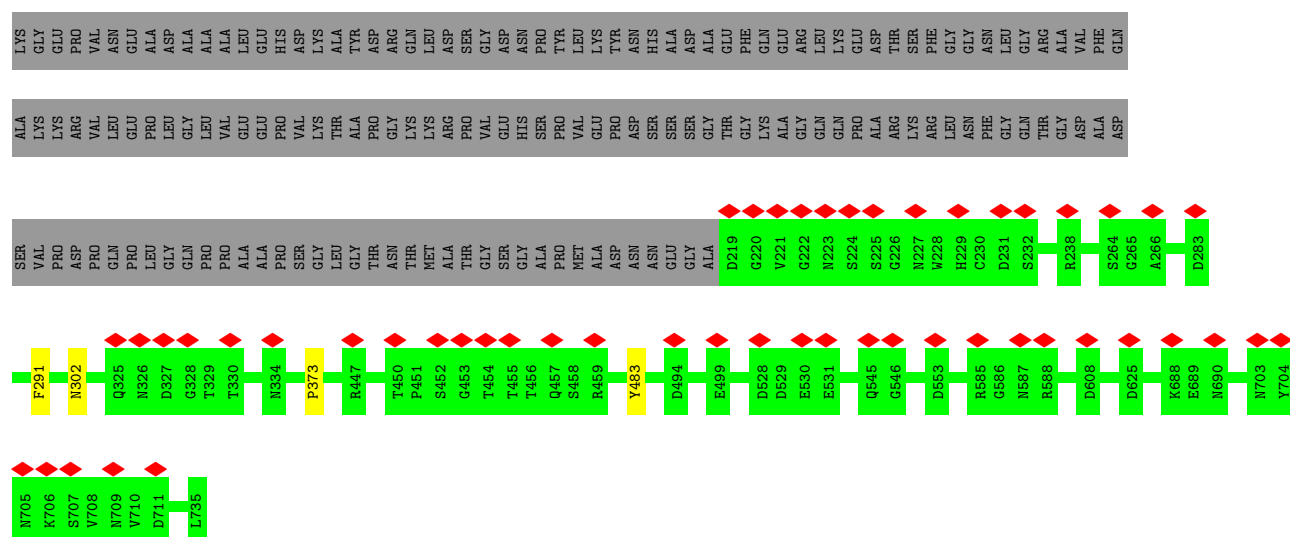 LYS GLY GLU PRO VAL ASN GLU ALA ASP ALA ALA ALA LEU GLU HIS ASP LYS ALA TYR ASP ARG GLN LEU ASP SER GLY ASP ASN PRO TYR LEU LYS TYR ASN HIS ALA ASP ALA GLU PHE GLN GLU ARG LEU LYS GLU ASP THR SER PHE GLY GLY ASN LEU GLY ARG ALA VAL PHE GLN
ALA LYS LYS ARG VAL LEU GLU PRO LEU GLY LEU VAL GLU GLU PRO VAL LYS THR ALA PRO GLY LYS LYS ARG PRO VAL GLU HIS SER PRO VAL GLU PRO ASP SER SER SER GLY THR GLY LYS ALA GLY GLN GLN PRO ALA ARG LYS ARG LEU ASN PHE GLY GLN THR GLY ASP ALA ASP
SER VAL PRO ASP PRO GLN PRO LEU GLY GLN PRO PRO ALA ALA PRO SER GLY LEU GLY THR ASN THR MET ALA THR GLY SER GLY ALA PRO MET ALA ASP ASN ASN GLU GLY ALA D219 G220 V221 G222 N223 S224 S225 G226 N227 W228 H229 C230 D231 S232 R238 S264 G265 A266 D283
F291 N302 Q325 N326 D327 G328 T329 T330 N334 P373 R447 T450 P451 S452 G453 T454 T455 T456 Q457 S458 R459 Y483 D494 E499 D528 D529 E530 E531 Q545 G546 D553 R585 G586 N587 R588 D608 D625 K688 E689 N690 N703 Y704
N705 K706 S707 V708 N709 V710 D711 L735